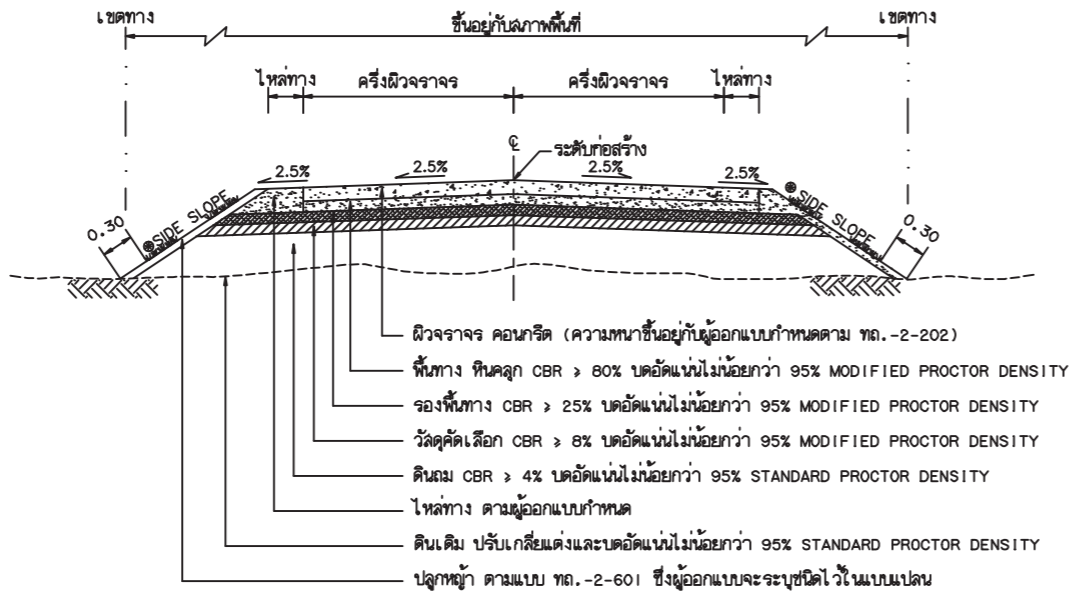 เขตทาง
ขึ้นอยู่กับสภาพพื้นที่
เขตทาง
ไหล่ทาง
ครึ่งผิวจราจร
ครึ่งผิวจราจร
ไหล่ทาง
℄
ระดับก่อสร้าง
2.5%
2.5%
2.5%
2.5%
SIDE SLOPE
SIDE SLOPE
0.30
0.30
ผิวจราจร คอนกรีต (ความหนาขึ้นอยู่กับผู้ออกแบบกำหนดตาม ทถ.-2-202)
พื้นทาง หินคลุก CBR ≥ 80% บดอัดแน่นไม่น้อยกว่า 95% MODIFIED PROCTOR DENSITY
รองพื้นทาง CBR ≥ 25% บดอัดแน่นไม่น้อยกว่า 95% MODIFIED PROCTOR DENSITY
วัสดุคัดเลือก CBR ≥ 8% บดอัดแน่นไม่น้อยกว่า 95% MODIFIED PROCTOR DENSITY
ดินถม CBR ≥ 4% บดอัดแน่นไม่น้อยกว่า 95% STANDARD PROCTOR DENSITY
ไหล่ทาง ตามผู้ออกแบบกำหนด
ดินเดิม ปรับเกลี่ยแต่งและบดอัดแน่นไม่น้อยกว่า 95% STANDARD PROCTOR DENSITY
ปลูกหญ้า ตามแบบ ทถ.-2-601 ซึ่งผู้ออกแบบจะระบุชนิดไว้ในแบบแปลน